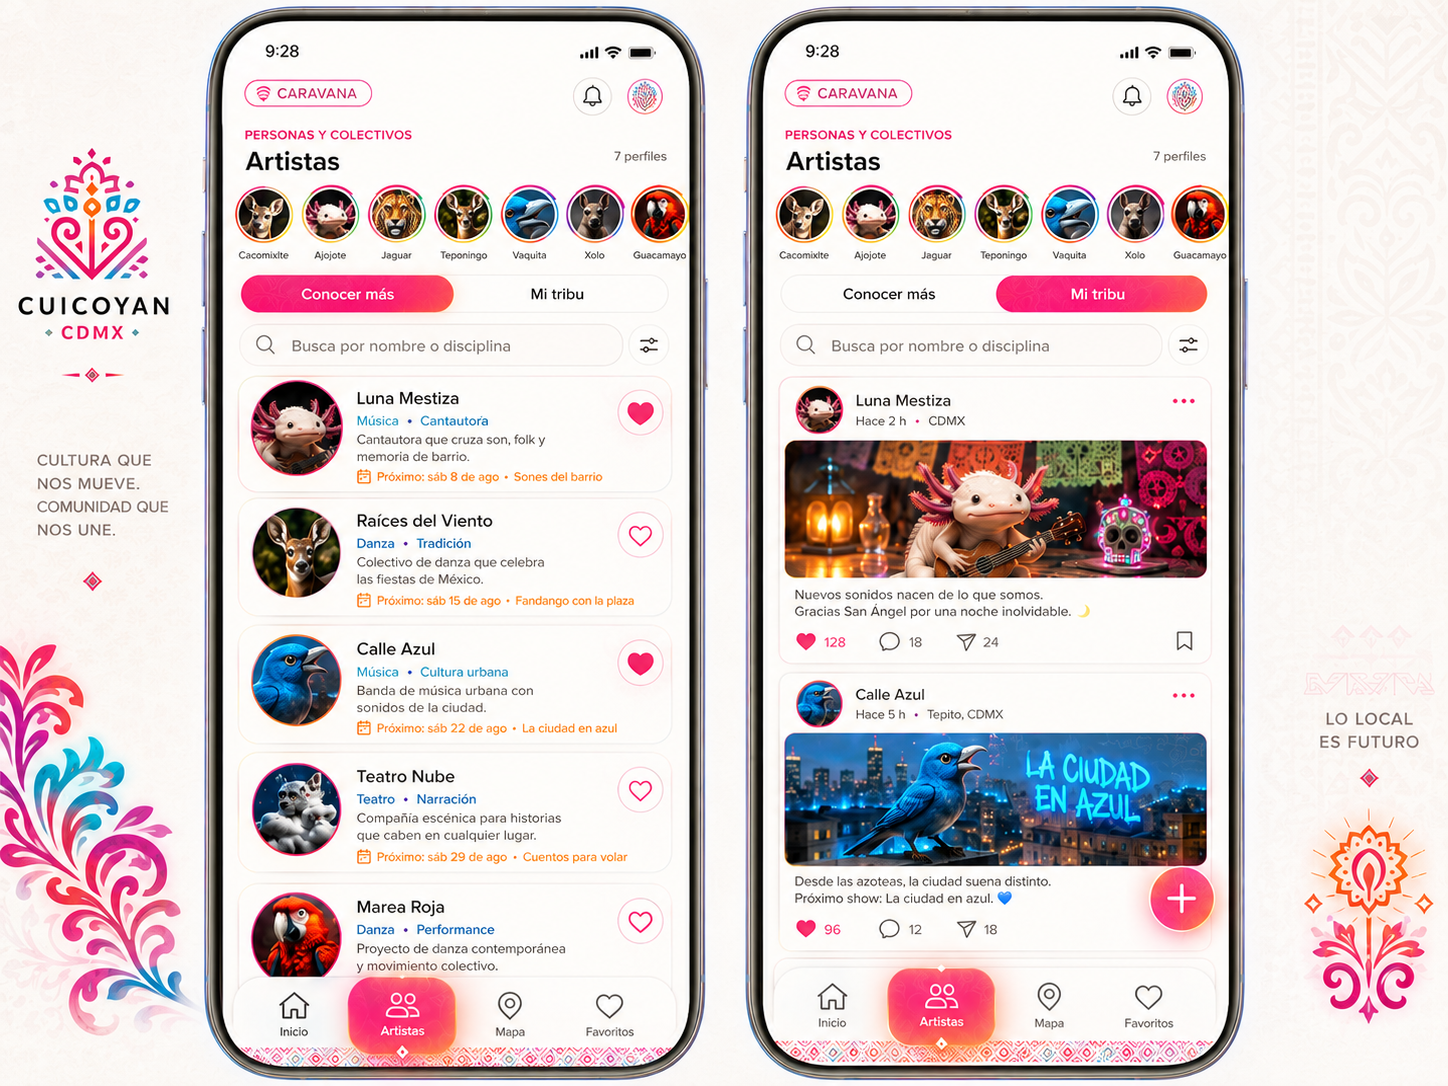 CUICOYAN
CDMX
CULTURA QUE
NOS MUEVE.
COMUNIDAD QUE
NOS UNE.
9:28
CARAVANA
PERSONAS Y COLECTIVOS
Artistas
7 perfiles
Cacomixlte
Ajojote
Jaguar
Teponingo
Vaquita
Xolo
Guacamayo
Conocer más
Mi tribu
Busca por nombre o disciplina
Luna Mestiza
Música • Cantautora
Cantautora que cruza son, folk y
memoria de barrio.
Próximo: sáb 8 de ago • Sones del barrio
Raíces del Viento
Danza • Tradición
Colectivo de danza que celebra
las fiestas de México.
Próximo: sáb 15 de ago • Fandango con la plaza
Calle Azul
Música • Cultura urbana
Banda de música urbana con
sonidos de la ciudad.
Próximo: sáb 22 de ago • La ciudad en azul
Teatro Nube
Teatro • Narración
Compañía escénica para historias
que caben en cualquier lugar.
Próximo: sáb 29 de ago • Cuentos para volar
Marea Roja
Danza • Performance
Proyecto de danza contemporánea
y movimiento colectivo.
Inicio
Artistas
Mapa
Favoritos
9:28
CARAVANA
PERSONAS Y COLECTIVOS
Artistas
7 perfiles
Cacomixlte
Ajojote
Jaguar
Teponingo
Vaquita
Xolo
Guacamayo
Conocer más
Mi tribu
Busca por nombre o disciplina
Luna Mestiza
Hace 2 h • CDMX
Nuevos sonidos nacen de lo que somos.
Gracias San Ángel por una noche inolvidable. 🌙
128
18
24
Calle Azul
Hace 5 h • Tepito, CDMX
LA CIUDAD
EN AZUL
Desde las azoteas, la ciudad suena distinto.
Próximo show: La ciudad en azul. 💙
96
12
18
Inicio
Artistas
Mapa
Favoritos
LO LOCAL
ES FUTURO